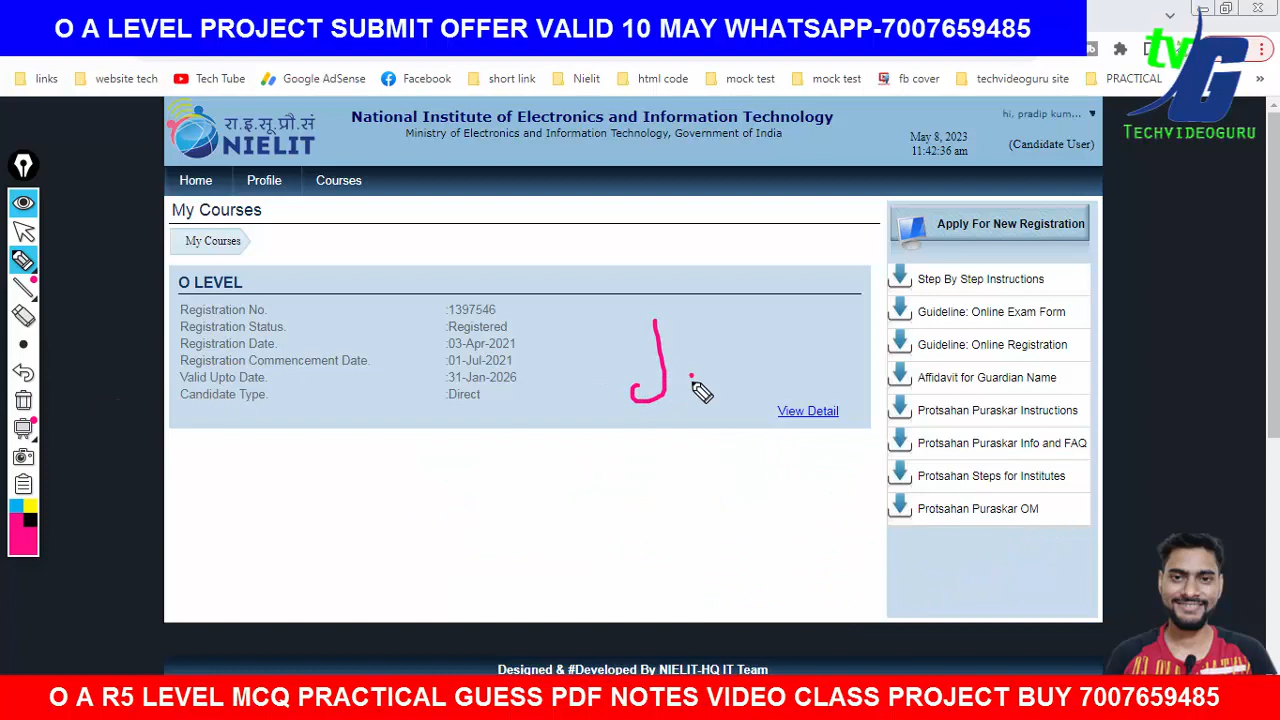 O A LEVEL PROJECT SUBMIT OFFER VALID 10 MAY WHATSAPP-7007659485
tv G
TECHVIDEOGURU
links
website tech
Tech Tube
Google AdSense
Facebook
short link
Nielit
html code
mock test
mock test
fb cover
techvideoguru site
PRACTICAL
»
रा.इ.सू.प्रौ.सं
NIELIT
National Institute of Electronics and Information Technology
Ministry of Electronics and Information Technology, Government of India
hi, pradip kum...
May 8, 2023
11:42:36 am
(Candidate User)
Home Profile Courses
My Courses
My Courses
O LEVEL
Registration No. :1397546
Registration Status. :Registered
Registration Date. :03-Apr-2021
Registration Commencement Date. :01-Jul-2021
Valid Upto Date. :31-Jan-2026
Candidate Type. :Direct
View Detail
J.
Apply For New Registration
Step By Step Instructions
Guideline: Online Exam Form
Guideline: Online Registration
Affidavit for Guardian Name
Protsahan Puraskar Instructions
Protsahan Puraskar Info and FAQ
Protsahan Steps for Institutes
Protsahan Puraskar OM
Designed & #Developed By NIELIT-HQ IT Team
O A R5 LEVEL MCQ PRACTICAL GUESS PDF NOTES VIDEO CLASS PROJECT BUY 7007659485